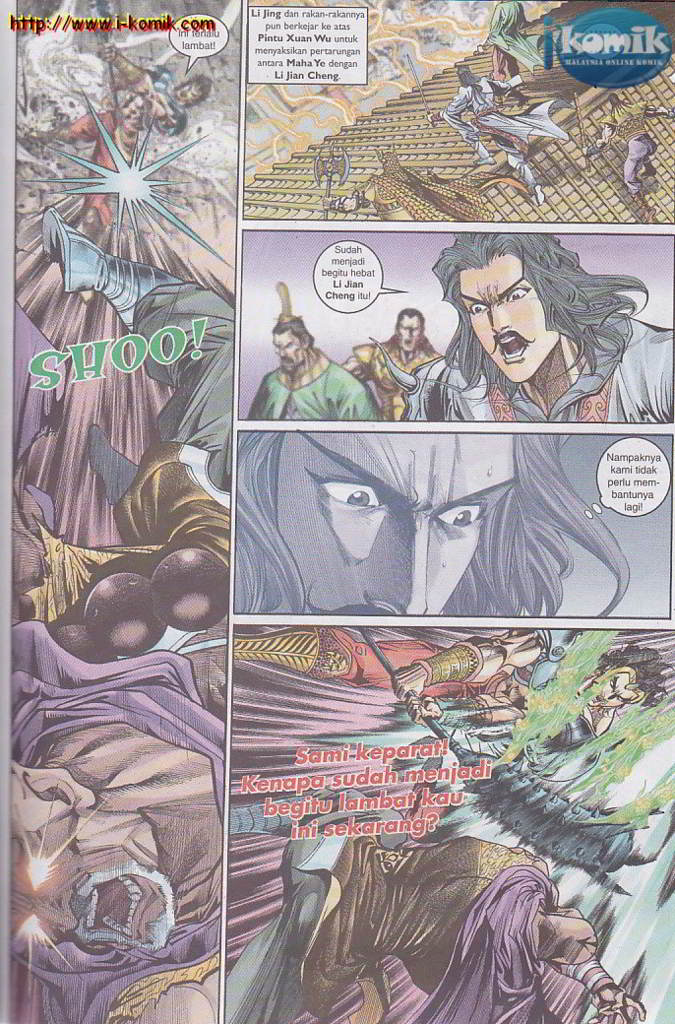 http://www.i-komik.com
ini terlalu
lambat!
SHOO!
Li Jing dan rakan-rakannya
pun berkejar ke atas
Pintu Xuan Wu untuk
menyaksikan pertarungan
antara Maha Ye dengan
Li Jian Cheng.
komik
MALAYSIA ONLINE KOMIK
Sudah
menjadi
begitu hebat
Li Jian
Cheng itu!
Nampaknya
kami tidak
perlu mem-
bantunya
lagi!
Sami keparat!
Kenapa sudah menjadi
begitu lambat kau
ini sekarang?